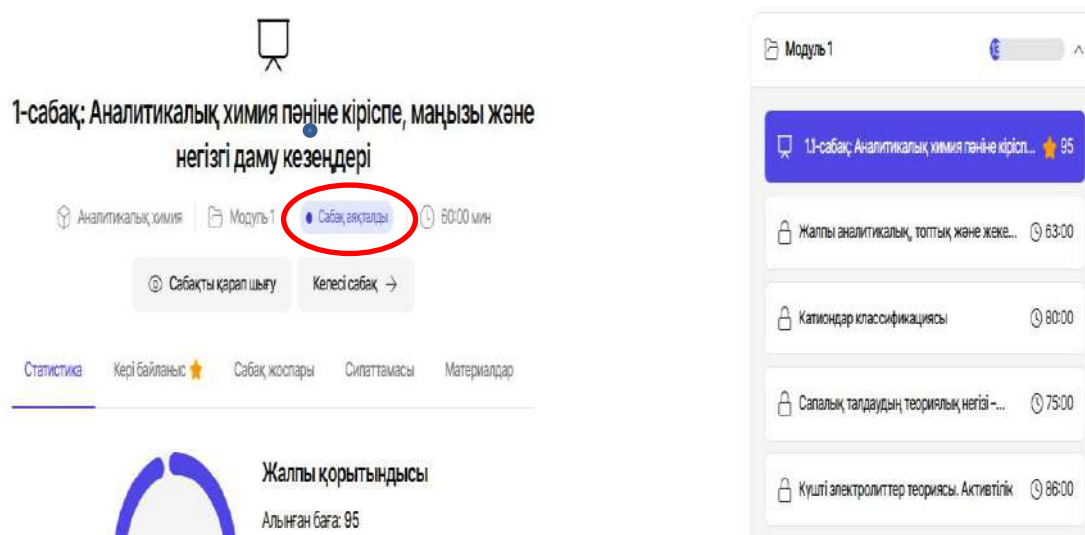 1-сабақ: Аналитикалық химия пәніне кіріспе, маңызы және
негізгі даму кезеңдері
Аналитикалық химия
Модуль 1
Сабақ аяқталды
60:00 мин
Сабақты қарап шығу
Келесі сабақ →
Статистика
Кері байланыс
Сабақ жоспары
Сипаттамасы
Материалдар
Жалпы қорытындысы
Алынған баға: 95
Модуль 1
1.1-сабақ: Аналитикалық химия пәніне кірісп... 95
Жалпы аналитикалық, топтық және жеке... 63:00
Катиондар классификациясы 80:00
Сапалық талдаудың теориялық негізі –... 75:00
Күшті электролиттер теориясы. Активтілік 86:00